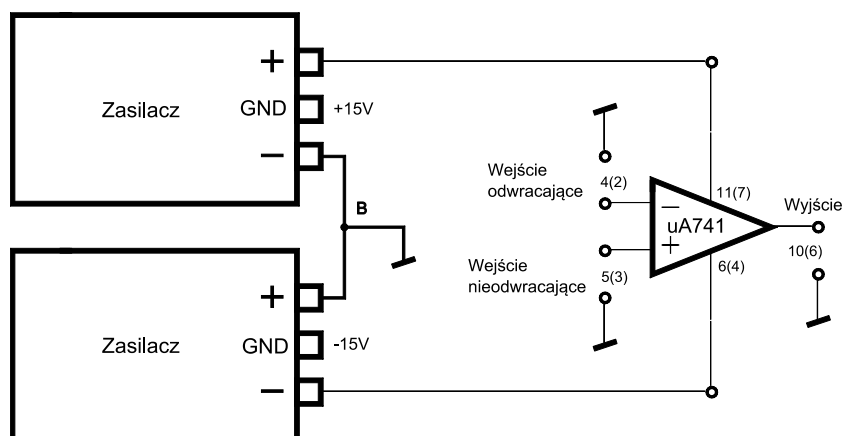 +
Zasilacz
GND
+15V
−
B
+
Zasilacz
GND
-15V
−
Wejście
odwracające
4(2)
11(7)
−
uA741
+
Wyjście
10(6)
Wejście
nieodwracające
5(3)
6(4)